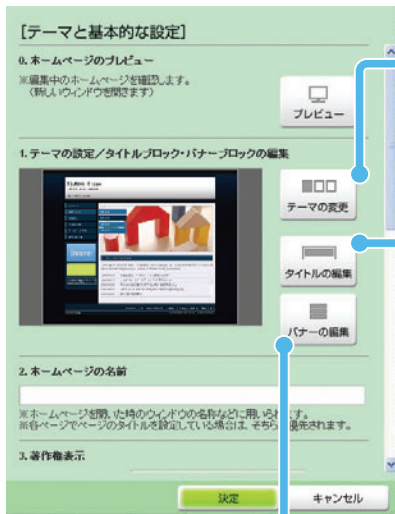 [テーマと基本的な設定]
0. ホームページのプレビュー
※編集中のホームページを確認します。
(新しいウィンドウを開きます)
プレビュー
1. テーマの設定/タイトルブロック・バナーブロックの編集
テーマの変更
タイトルの編集
バナーの編集
2. ホームページの名前
※ホームページを開いた時のウィンドウの名称などに用いられます。
※各ページでページのタイトルを設定している場合は、そちら 優先されます。
3. 著作権表示
決定
キャンセル